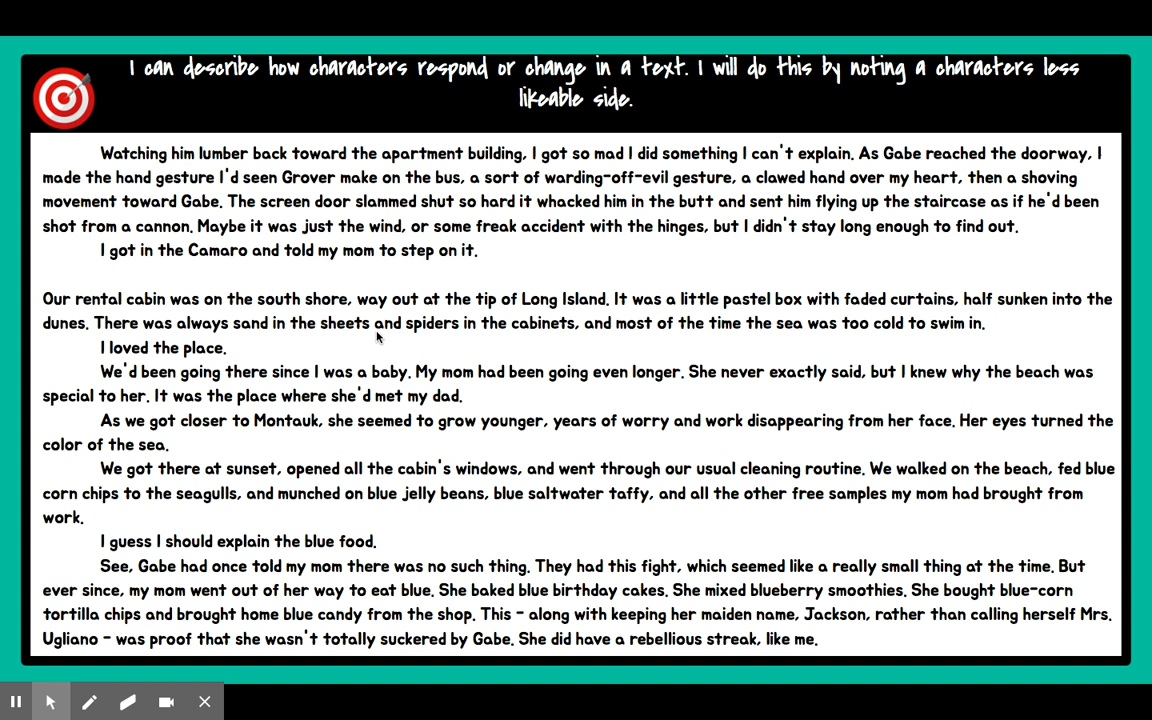 I can describe how characters respond or change in a text. I will do this by noting a characters less
likeable side.
Watching him lumber back toward the apartment building, I got so mad I did something I can't explain. As Gabe reached the doorway, I
made the hand gesture I'd seen Grover make on the bus, a sort of warding-off-evil gesture, a clawed hand over my heart, then a shoving
movement toward Gabe. The screen door slammed shut so hard it whacked him in the butt and sent him flying up the staircase as if he'd been
shot from a cannon. Maybe it was just the wind, or some freak accident with the hinges, but I didn't stay long enough to find out.
I got in the Camaro and told my mom to step on it.
Our rental cabin was on the south shore, way out at the tip of Long Island. It was a little pastel box with faded curtains, half sunken into the
dunes. There was always sand in the sheets and spiders in the cabinets, and most of the time the sea was too cold to swim in.
I loved the place.
We'd been going there since I was a baby. My mom had been going even longer. She never exactly said, but I knew why the beach was
special to her. It was the place where she'd met my dad.
As we got closer to Montauk, she seemed to grow younger, years of worry and work disappearing from her face. Her eyes turned the
color of the sea.
We got there at sunset, opened all the cabin's windows, and went through our usual cleaning routine. We walked on the beach, fed blue
corn chips to the seagulls, and munched on blue jelly beans, blue saltwater taffy, and all the other free samples my mom had brought from
work.
I guess I should explain the blue food.
See, Gabe had once told my mom there was no such thing. They had this fight, which seemed like a really small thing at the time. But
ever since, my mom went out of her way to eat blue. She baked blue birthday cakes. She mixed blueberry smoothies. She bought blue-corn
tortilla chips and brought home blue candy from the shop. This - along with keeping her maiden name, Jackson, rather than calling herself Mrs.
Ugliano - was proof that she wasn't totally suckered by Gabe. She did have a rebellious streak, like me.